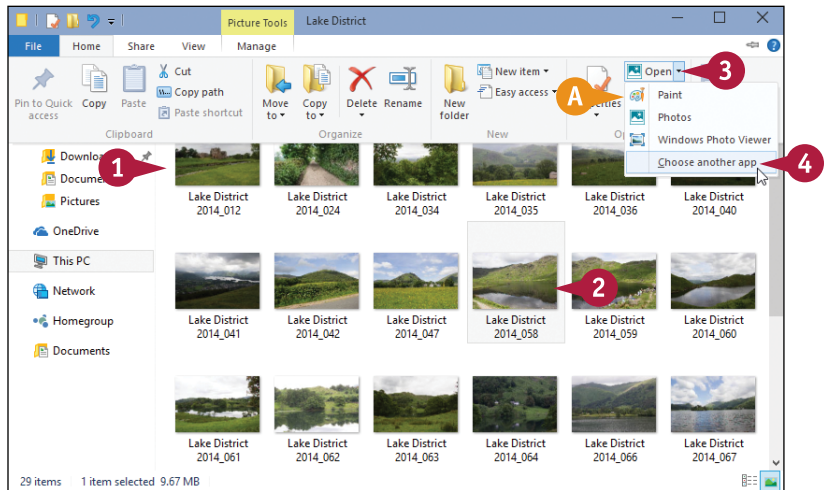 Picture Tools Lake District
File Home Share View Manage
Pin to Quick access
Copy
Paste
Cut
Copy path
Paste shortcut
Clipboard
Move to
Copy to
Delete
Rename
Organize
New folder
New item
Easy access
New
Open
3
A
Paint
Photos
Windows Photo Viewer
Choose another app
4
1
Pictures
OneDrive
This PC
Network
Homegroup
Documents
Lake District 2014_012
Lake District 2014_024
Lake District 2014_034
Lake District 2014_035
Lake District 2014_036
Lake District 2014_040
2
Lake District 2014_041
Lake District 2014_042
Lake District 2014_047
Lake District 2014_058
Lake District 2014_059
Lake District 2014_060
Lake District 2014_061
Lake District 2014_062
Lake District 2014_063
Lake District 2014_064
Lake District 2014_066
Lake District 2014_067
29 items 1 item selected 9.67 MB